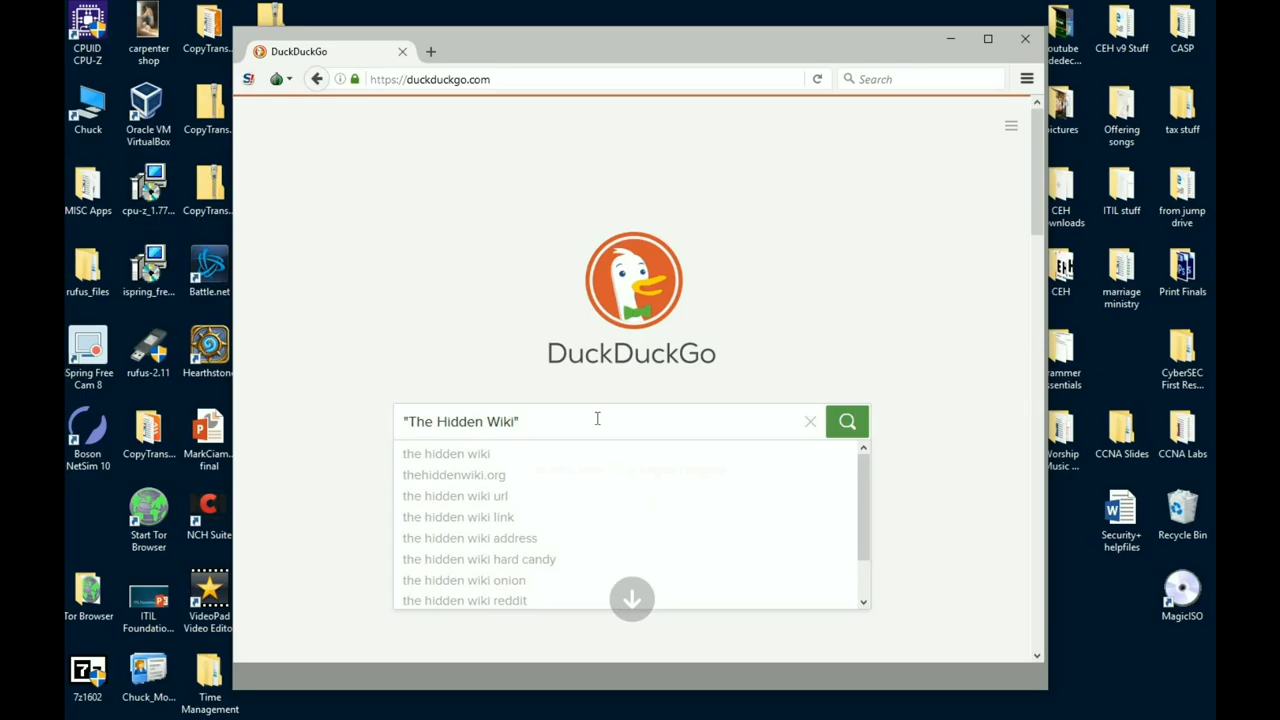 CPUID
CPU-Z
carpenter
shop
CopyTrans...
Chuck
Oracle VM
VirtualBox
CopyTrans...
MISC Apps
cpu-z_1.77...
CopyTrans...
rufus_files
ispring_fre...
Battle.net
Spring Free
Cam 8
rufus-2.11
Hearthstone
Boson
NetSim 10
CopyTrans...
MarkCiam...
final
Start Tor
Browser
NCH Suite
Tor Browser
ITIL
Foundatio...
VideoPad
Video Edito
7z1602
Chuck_Mo...
Time
Management
DuckDuckGo
https://duckduckgo.com
Search
DuckDuckGo
"The Hidden Wiki"
the hidden wiki
thehiddenwiki.org
the hidden wiki url
the hidden wiki link
the hidden wiki address
the hidden wiki hard candy
the hidden wiki onion
the hidden wiki reddit
outube
dedec...
CEH v9 Stuff
CASP
ictures
Offering
songs
tax stuff
CEH
ownloads
ITIL stuff
from jump
drive
CEH
marriage
ministry
Print Finals
rammer
sentials
CyberSEC
First Res...
Worship
Music ...
CCNA Slides
CCNA Labs
Security+
helpfiles
Recycle Bin
MagicISO